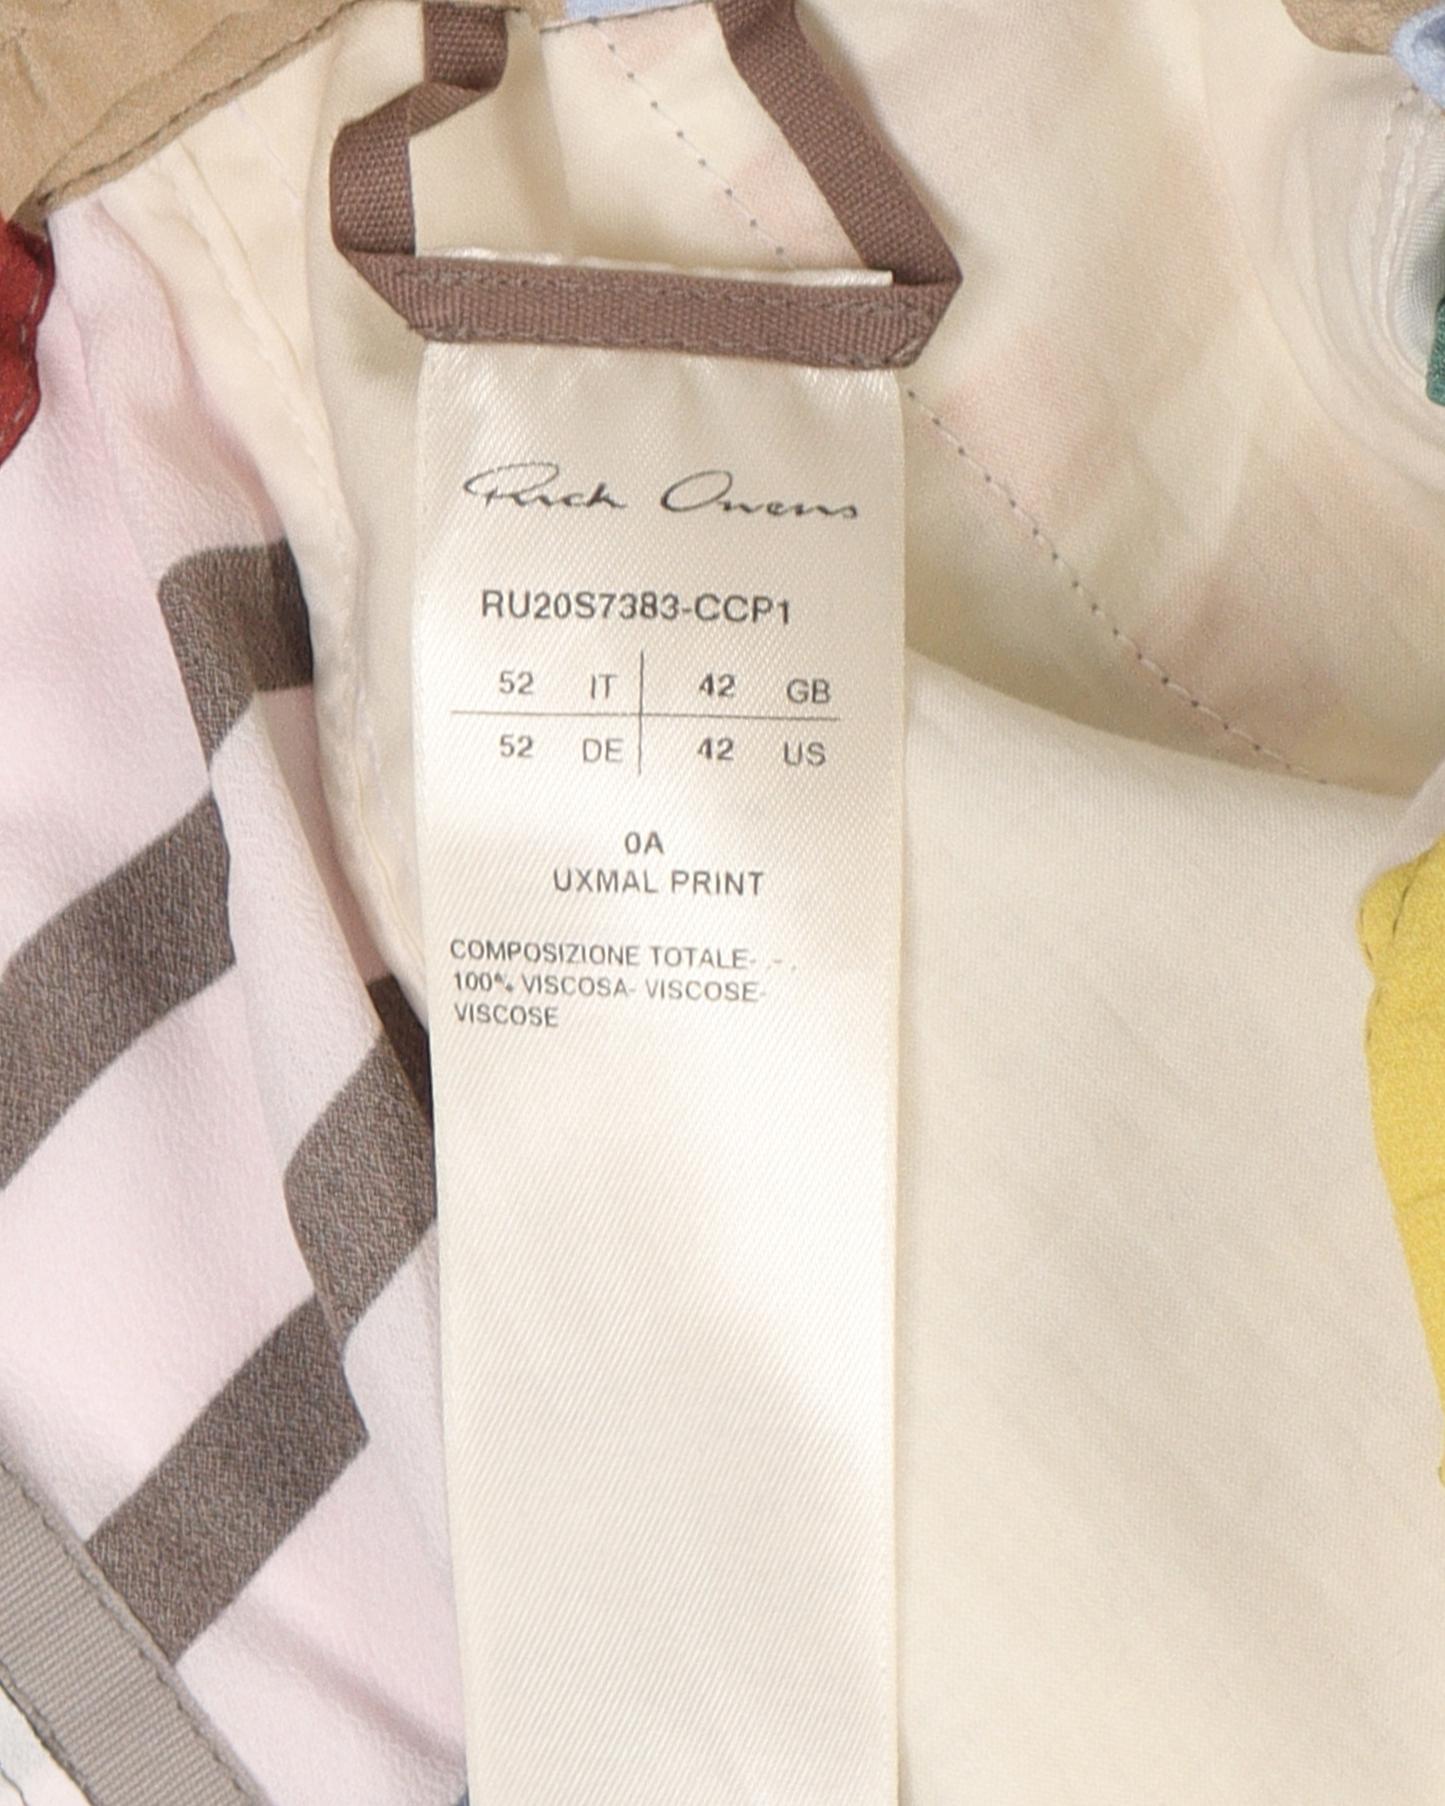 Rick Owens
RU20S7383-CCP1
52 IT 42 GB
52 DE 42 US
0A
UXMAL PRINT
COMPOSIZIONE TOTALE- -.
100% VISCOSA- VISCOSE-
VISCOSE